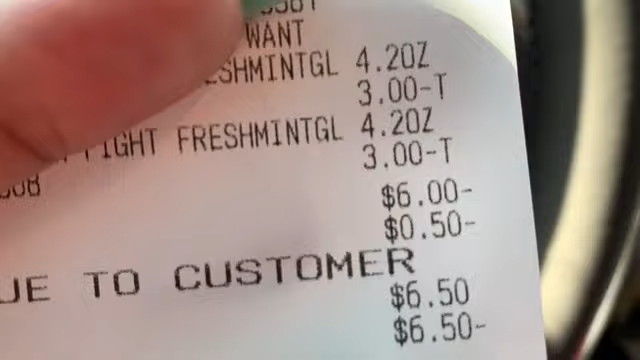 WANT
SHMINTGL 4.2OZ
3.00-T
IGHT FRESHMINTGL 4.2OZ
3.00-T
$6.00-
$0.50-
UE TO CUSTOMER
$6.50
$6.50-